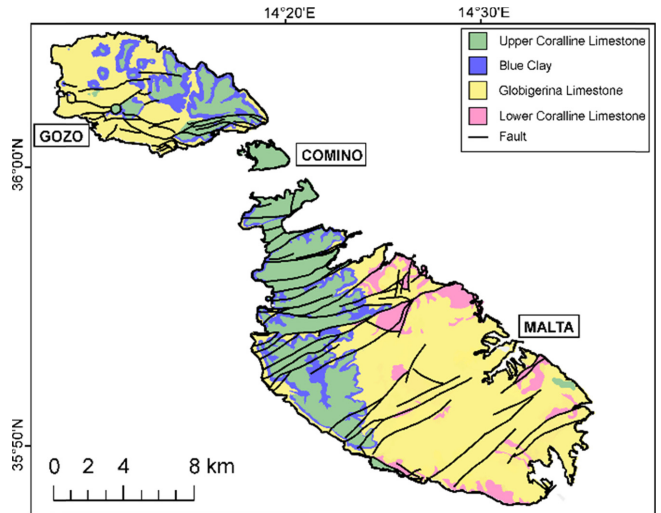 14°20'E 14°30'E
Upper Coralline Limestone
Blue Clay
Globigerina Limestone
Lower Coralline Limestone
Fault
GOZO
COMINO
36°00'N
MALTA
35°50'N
0 2 4 8 km